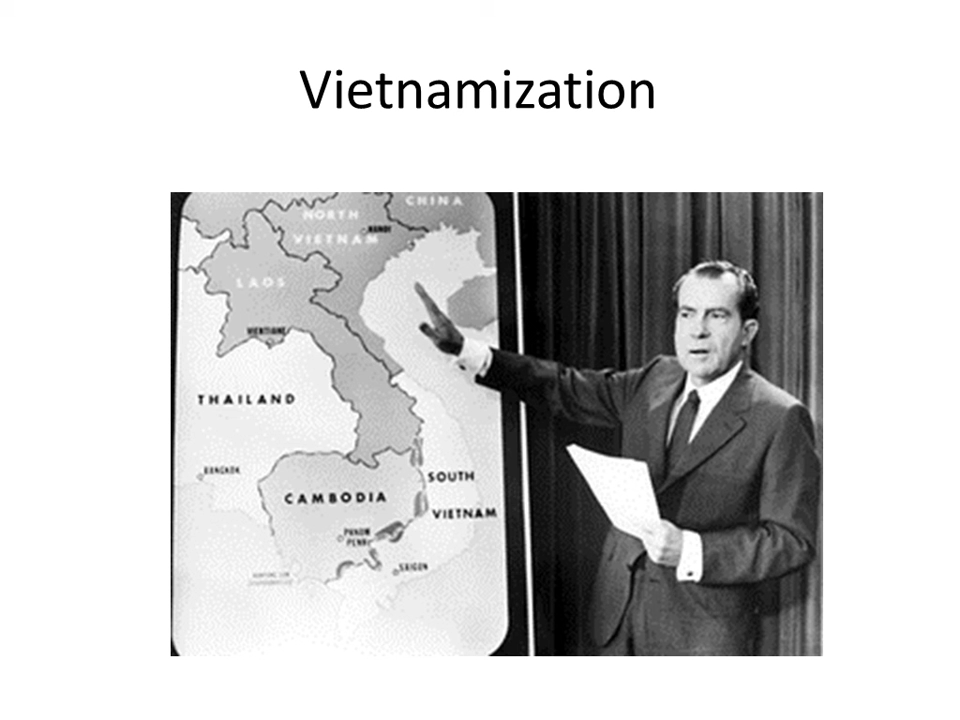 Vietnamization
CHINA
NORTH
VIETNAM
HANOI
LAOS
VIENTIANE
THAILAND
BANGKOK
CAMBODIA
SOUTH
VIETNAM
PHNOM
PENH
SAIGON